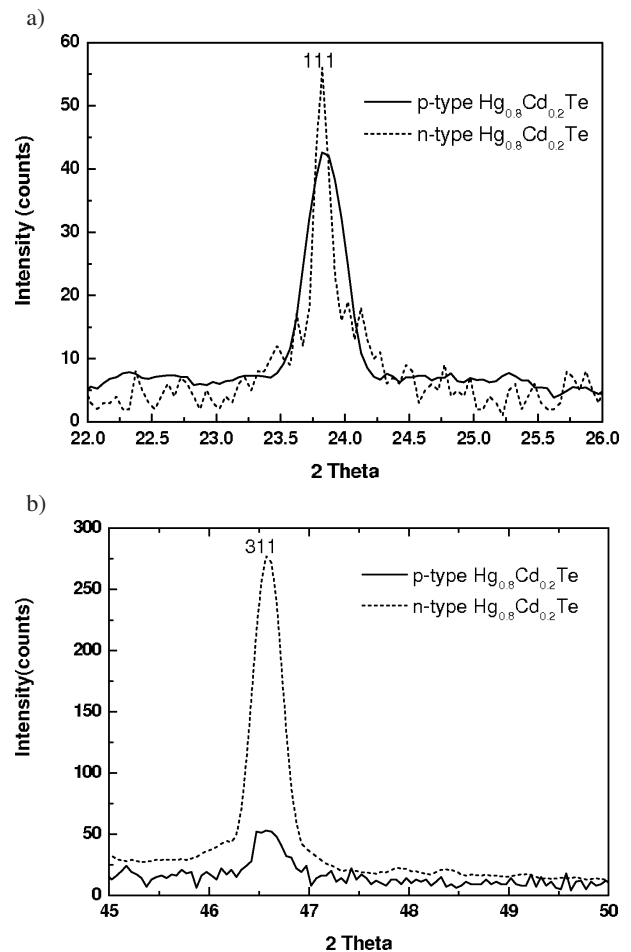 a)
60
111
p-type Hg0.8Cd0.2Te
50
n-type Hg0.8Cd0.2Te
40
30
20
10
0
Intensity (counts)
22.0 22.5 23.0 23.5 24.0 24.5 25.0 25.5 26.0
2 Theta
b)
300
311
p-type Hg0.8Cd0.2Te
250
n-type Hg0.8Cd0.2Te
200
150
100
50
0
Intensity(counts)
45 46 47 48 49 50
2 Theta